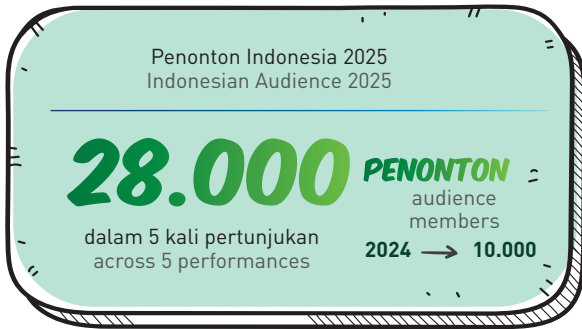 Penonton Indonesia 2025
Indonesian Audience 2025
28.000 PENONTON
audience
members
dalam 5 kali pertunjukan
across 5 performances
2024 → 10.000